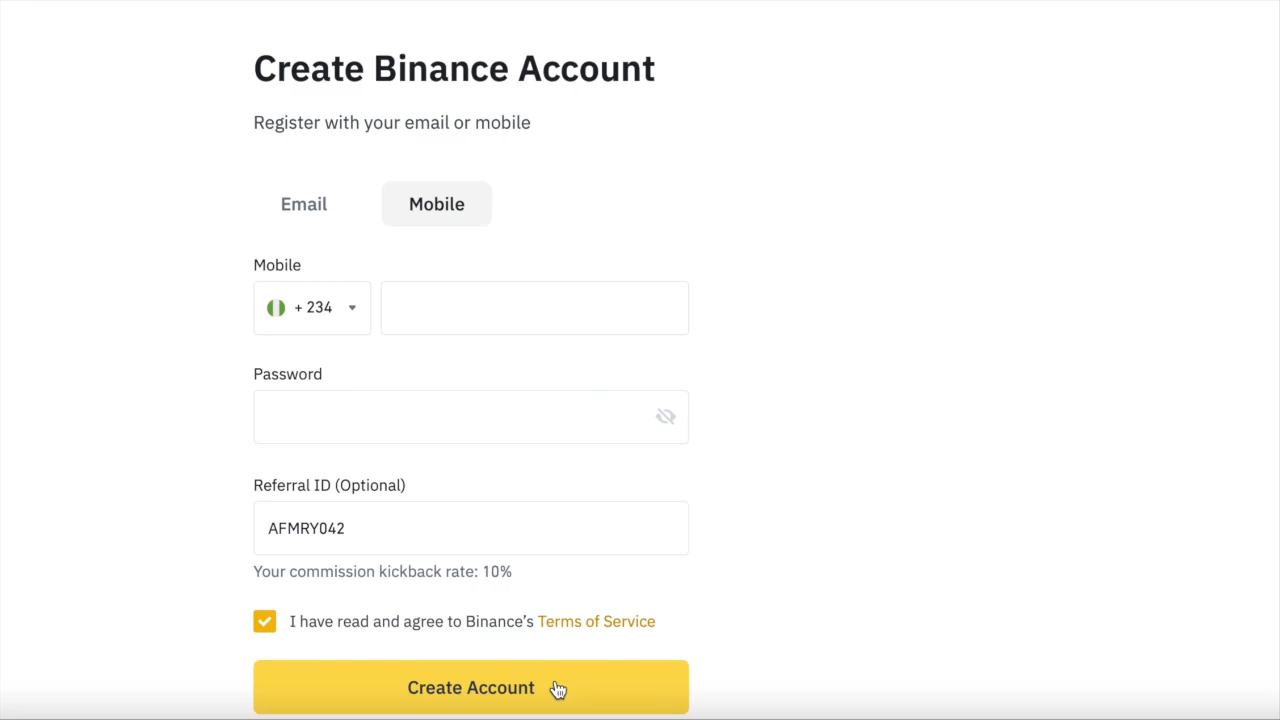 Create Binance Account
Register with your email or mobile
Email Mobile
Mobile
+ 234
Password
Referral ID (Optional)
AFMRY042
Your commission kickback rate: 10%
I have read and agree to Binance’s Terms of Service
Create Account